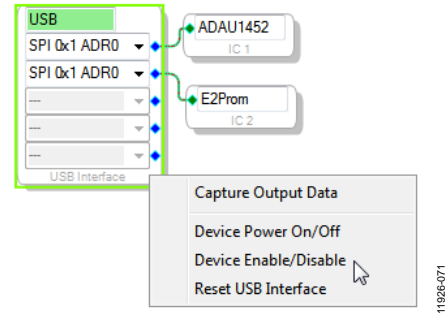 USB
SPI 0x1 ADR0
SPI 0x1 ADR0
---
---
---
USB Interface
ADAU1452
IC 1
E2Prom
IC 2
Capture Output Data
Device Power On/Off
Device Enable/Disable
Reset USB Interface
11926-071